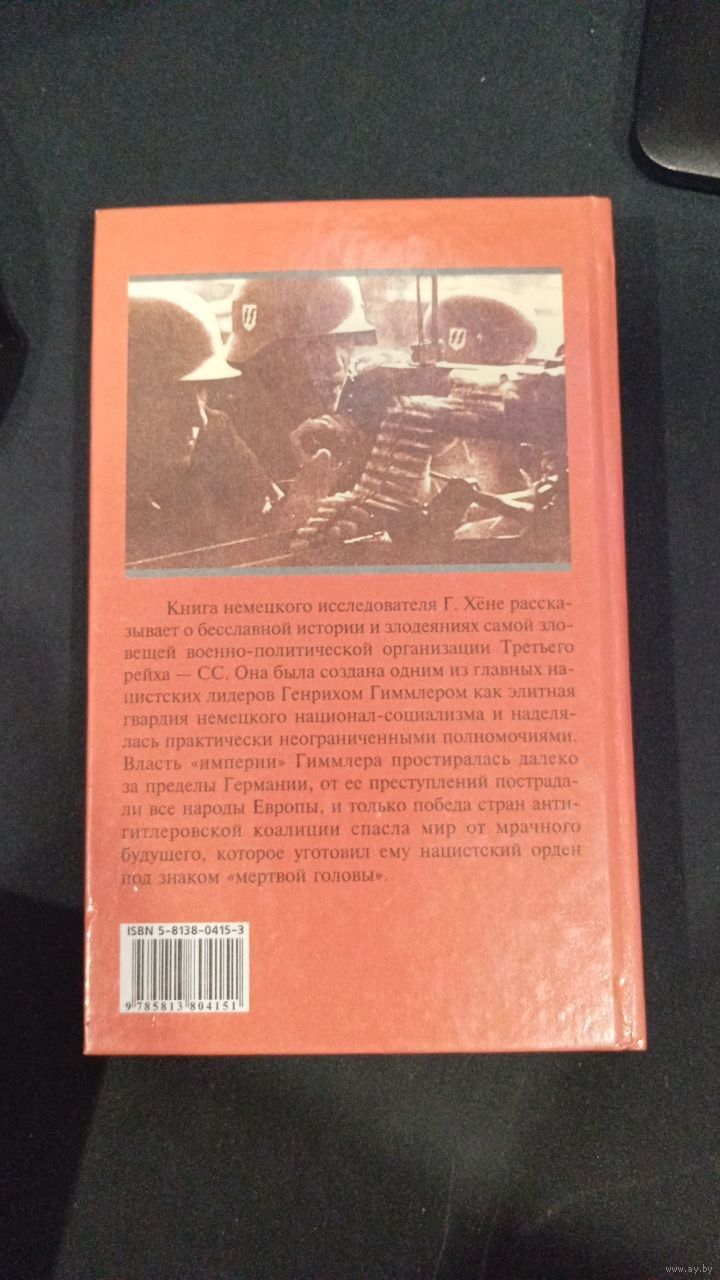 Книга немецкого исследователя Г. Хёне расска-
зывает о бесславной истории и злодеяниях самой зло-
вещей военно-политической организации Третьего
рейха — СС. Она была создана одним из главных на-
цистских лидеров Генрихом Гиммлером как элитная
гвардия немецкого национал-социализма и наделя-
лась практически неограниченными полномочиями.
Власть «империи» Гиммлера простиралась далеко
за пределы Германии, от ее преступлений пострада-
ли все народы Европы, и только победа стран анти-
гитлеровской коалиции спасла мир от мрачного
будущего, которое уготовил ему нацистский орден
под знаком «мертвой головы».
ISBN 5-8138-0415-3
9 785813 804151
www.ay.by